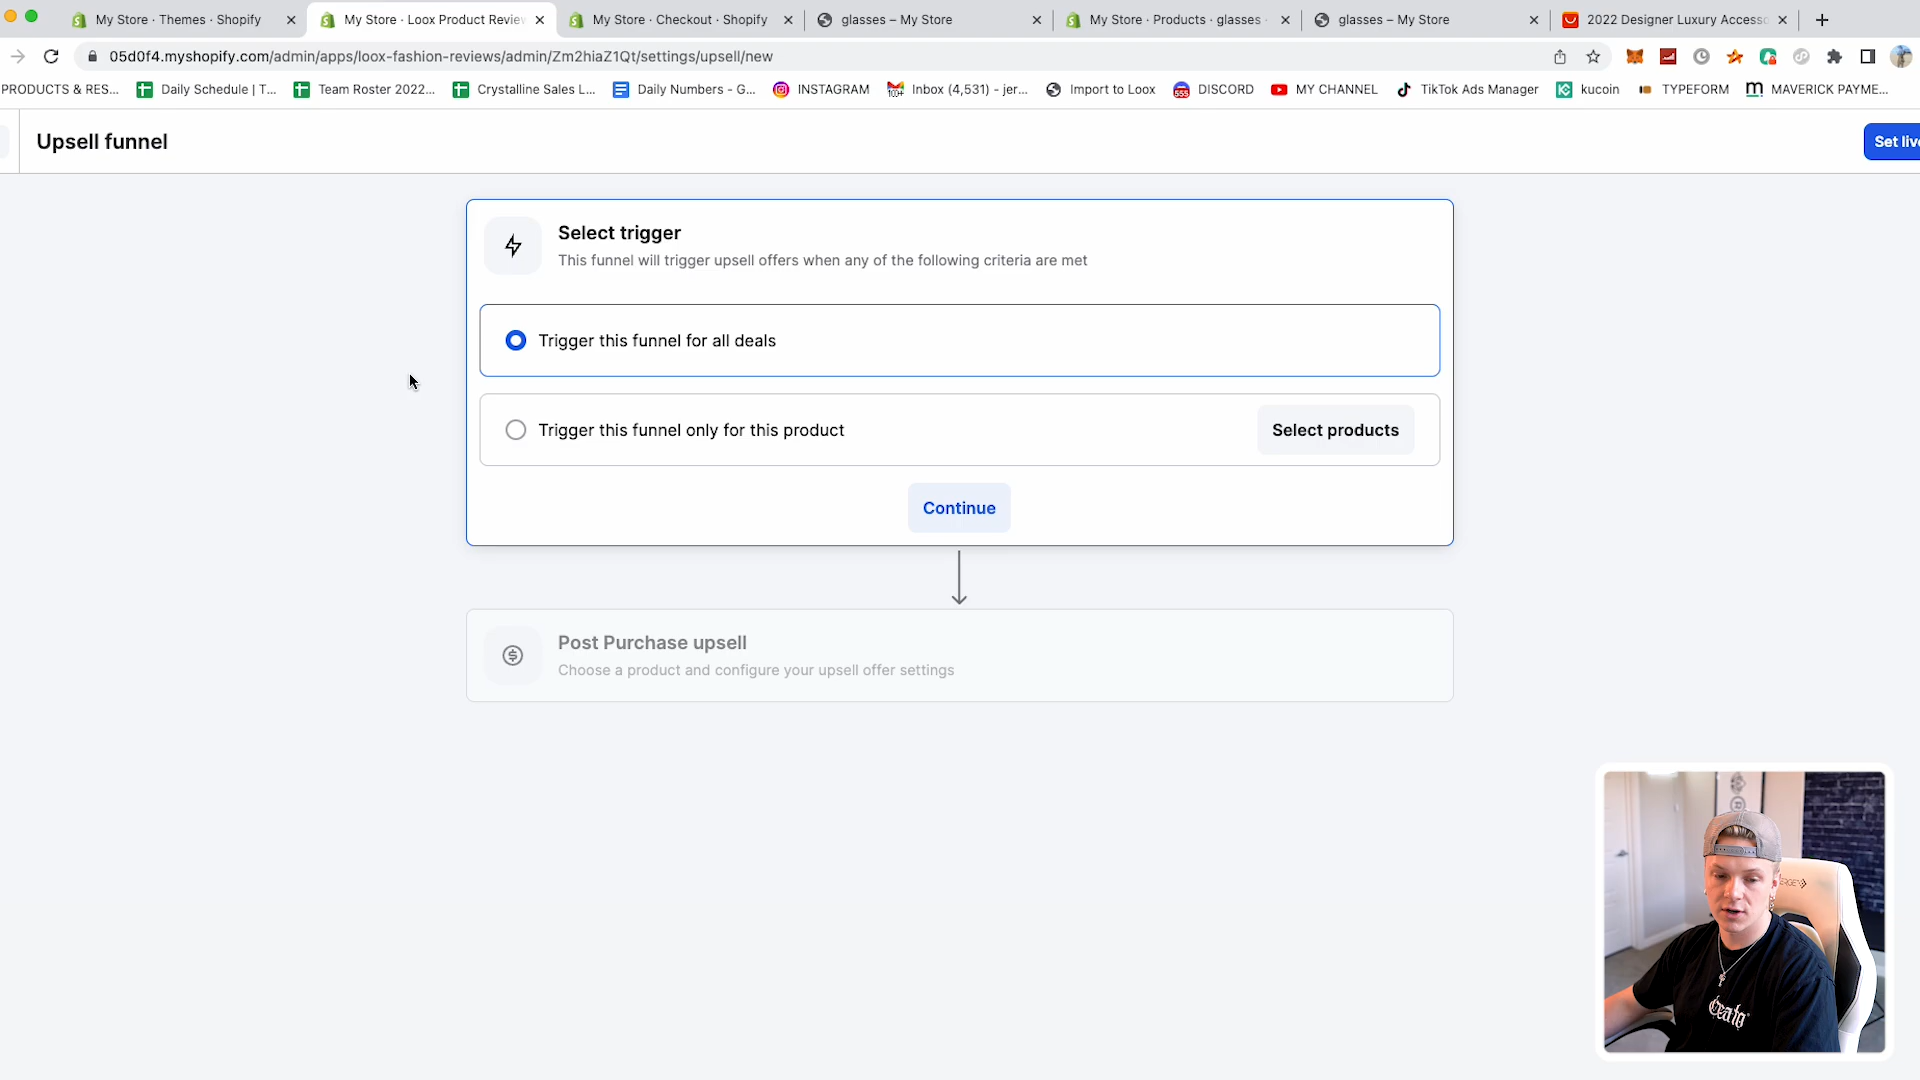 My Store · Themes · Shopify
My Store · Loox Product Review
My Store · Checkout · Shopify
glasses – My Store
My Store · Products · glasses ·
glasses – My Store
2022 Designer Luxury Accesso
05d0f4.myshopify.com/admin/apps/loox-fashion-reviews/admin/Zm2hiaZ1Qt/settings/upsell/new
PRODUCTS & RES...
Daily Schedule | T...
Team Roster 2022...
Crystalline Sales L...
Daily Numbers - G...
INSTAGRAM
Inbox (4,531) - jer...
Import to Loox
DISCORD
MY CHANNEL
TikTok Ads Manager
kucoin
TYPEFORM
MAVERICK PAYME...
Upsell funnel
Set live
Select trigger
This funnel will trigger upsell offers when any of the following criteria are met
Trigger this funnel for all deals
Trigger this funnel only for this product
Select products
Continue
Post Purchase upsell
Choose a product and configure your upsell offer settings